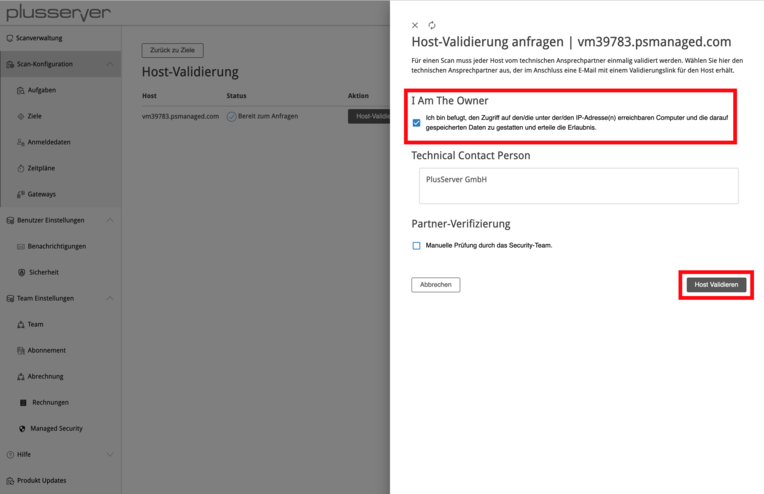 plusserver
Scanverwaltung
Scan-Konfiguration
Aufgaben
Ziele
Anmeldedaten
Zeitpläne
Gateways
Benutzer Einstellungen
Benachrichtigungen
Sicherheit
Team Einstellungen
Team
Abonnement
Abrechnung
Rechnungen
Managed Security
Hilfe
Produkt Updates
Zurück zu Ziele
Host-Validierung
Host Status Aktion
vm39783.psmanaged.com Bereit zum Anfragen Host-Validie
Host-Validierung anfragen | vm39783.psmanaged.com
Für einen Scan muss jeder Host vom technischen Ansprechpartner einmalig validiert werden. Wählen Sie hier den
technischen Ansprechpartner aus, der im Anschluss eine E-Mail mit einem Validierungslink für den Host erhält.
I Am The Owner
Ich bin befugt, den Zugriff auf den/die unter der/den IP-Adresse(n) erreichbaren Computer und die darauf
gespeicherten Daten zu gestatten und erteile die Erlaubnis.
Technical Contact Person
PlusServer GmbH
Partner-Verifizierung
Manuelle Prüfung durch das Security-Team.
Abbrechen Host Validieren